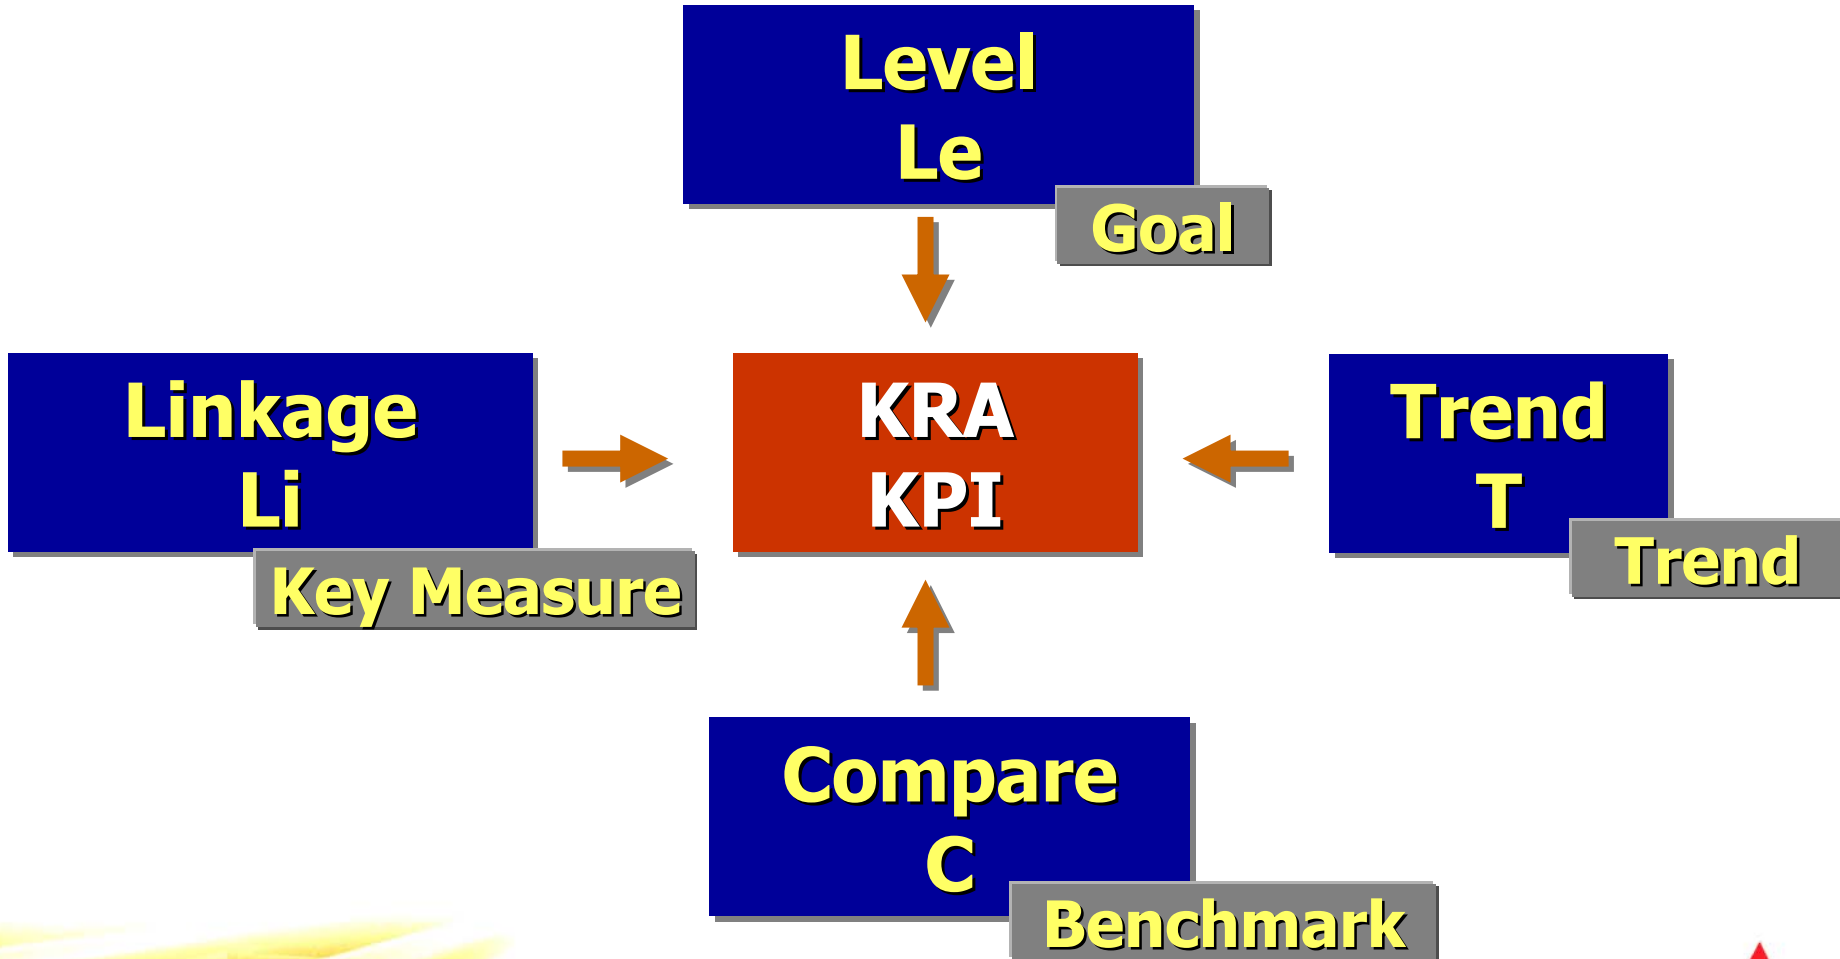 Level
Le
Goal
Linkage
Li
Key Measure
KRA
KPI
Trend
T
Trend
Compare
C
Benchmark